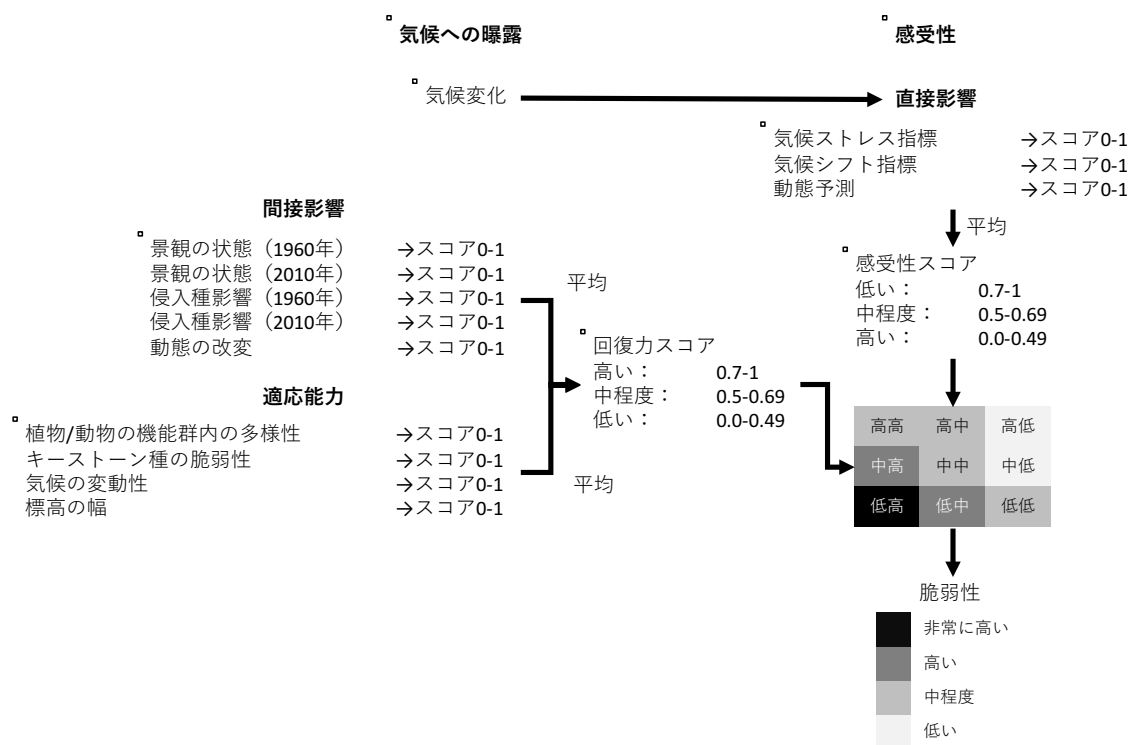 気候への曝露
感受性
気候変化
直接影響
気候ストレス指標 →スコア0-1
気候シフト指標 →スコア0-1
動態予測 →スコア0-1
平均
間接影響
景観の状態（1960年） →スコア0-1
景観の状態（2010年） →スコア0-1
侵入種影響（1960年） →スコア0-1
侵入種影響（2010年） →スコア0-1
動態の改変 →スコア0-1
平均
感受性スコア
低い： 0.7-1
中程度： 0.5-0.69
高い： 0.0-0.49
回復力スコア
高い： 0.7-1
中程度： 0.5-0.69
低い： 0.0-0.49
適応能力
植物/動物の機能群内の多様性 →スコア0-1
キーストーン種の脆弱性 →スコア0-1
気候の変動性 →スコア0-1
標高の幅 →スコア0-1
平均
高高 高中 高低
中高 中中 中低
低高 低中 低低
脆弱性
非常に高い
高い
中程度
低い